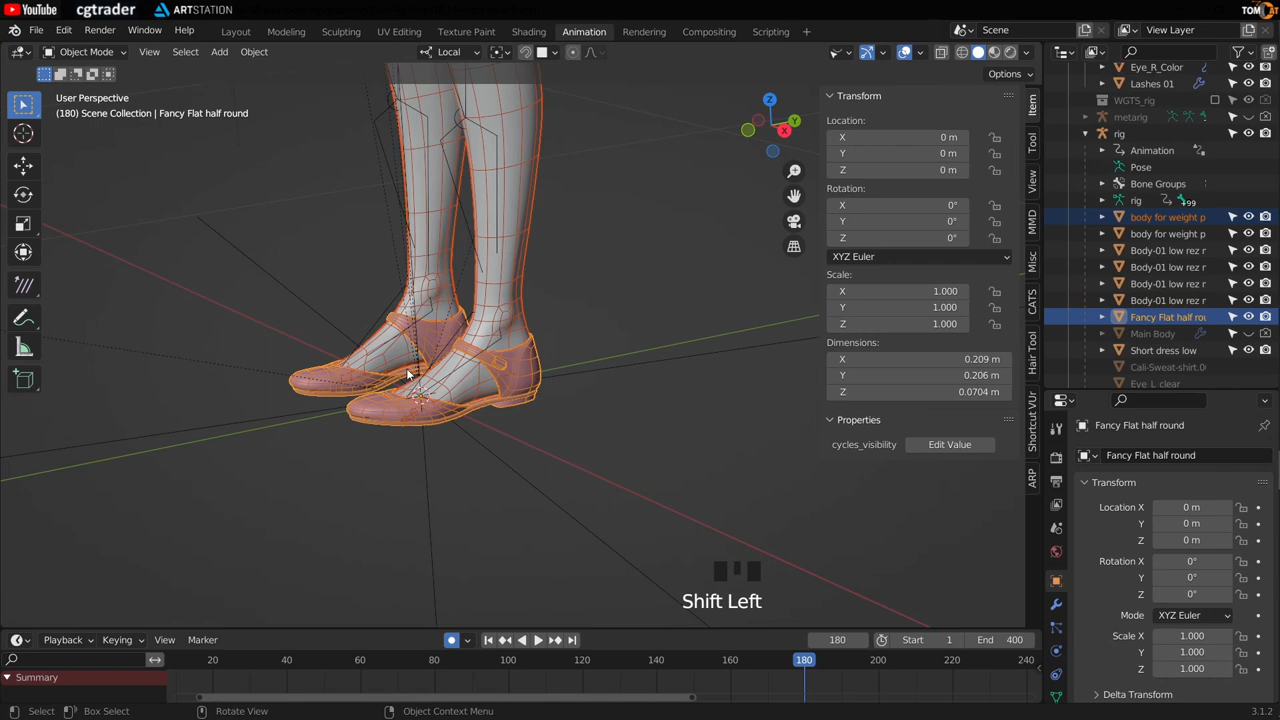 YouTube cgtrader ARTSTATION TOMCAT
File Edit Render Window Help Layout Modeling Sculpting UV Editing Texture Paint Shading Animation Rendering Compositing Scripting + Scene View Layer
Object Mode View Select Add Object Local
Options
User Perspective
(180) Scene Collection | Fancy Flat half round
Z
Y
X
Transform
Location:
X 0 m
Y 0 m
Z 0 m
Rotation:
X 0°
Y 0°
Z 0°
XYZ Euler
Scale:
X 1.000
Y 1.000
Z 1.000
Dimensions:
X 0.209 m
Y 0.206 m
Z 0.0704 m
Properties
cycles_visibility Edit Value
Item
Tool
View
MMD
Misc
CATS
Hair Tool
Shortcut VUr
ARP
Eye_R_Color
Lashes 01
WGTS_rig
metarig
rig
Animation
Pose
Bone Groups
rig 99
body for weight p
body for weight p
Body-01 low rez r
Body-01 low rez r
Body-01 low rez r
Body-01 low rez r
Fancy Flat half rou
Main Body
Short dress low
Cali-Sweat-shirt.0
Eye_L_clear
Fancy Flat half round
Fancy Flat half round
Transform
Location X 0 m
Y 0 m
Z 0 m
Rotation X 0°
Y 0°
Z 0°
Mode XYZ Euler
Scale X 1.000
Y 1.000
Z 1.000
Delta Transform
Shift Left
Playback Keying View Marker 180 Start 1 End 400
20 40 60 80 100 120 140 160 180 200 220 240
Summary
Select Box Select Rotate View Object Context Menu 3.1.2